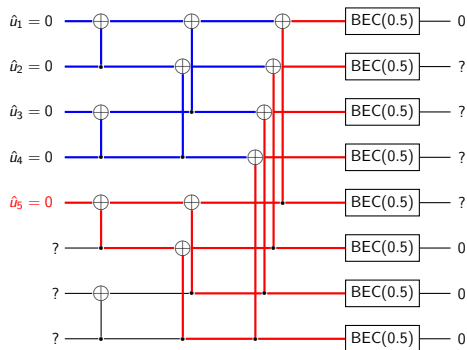 û₁ = 0 BEC(0.5) 0
û₂ = 0 BEC(0.5) ?
û₃ = 0 BEC(0.5) ?
û₄ = 0 BEC(0.5) ?
û₅ = 0 BEC(0.5) ?
? BEC(0.5) 0
? BEC(0.5) 0
? BEC(0.5) 0